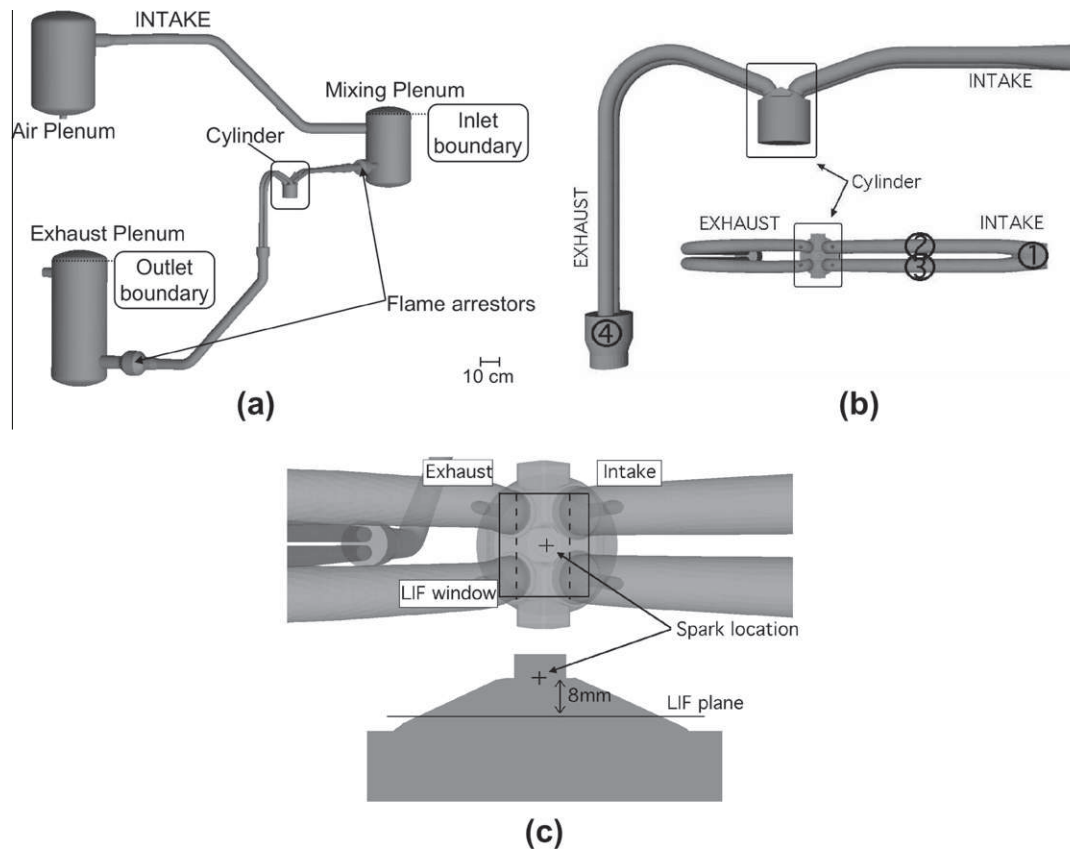 INTAKE
Air Plenum
Mixing Plenum
Inlet
boundary
Cylinder
Exhaust Plenum
Outlet
boundary
Flame arrestors
10 cm
(a)
INTAKE
EXHAUST
Cylinder
EXHAUST
INTAKE
①
②
③
④
(b)
Exhaust
Intake
LIF window
Spark location
8mm
LIF plane
(c)